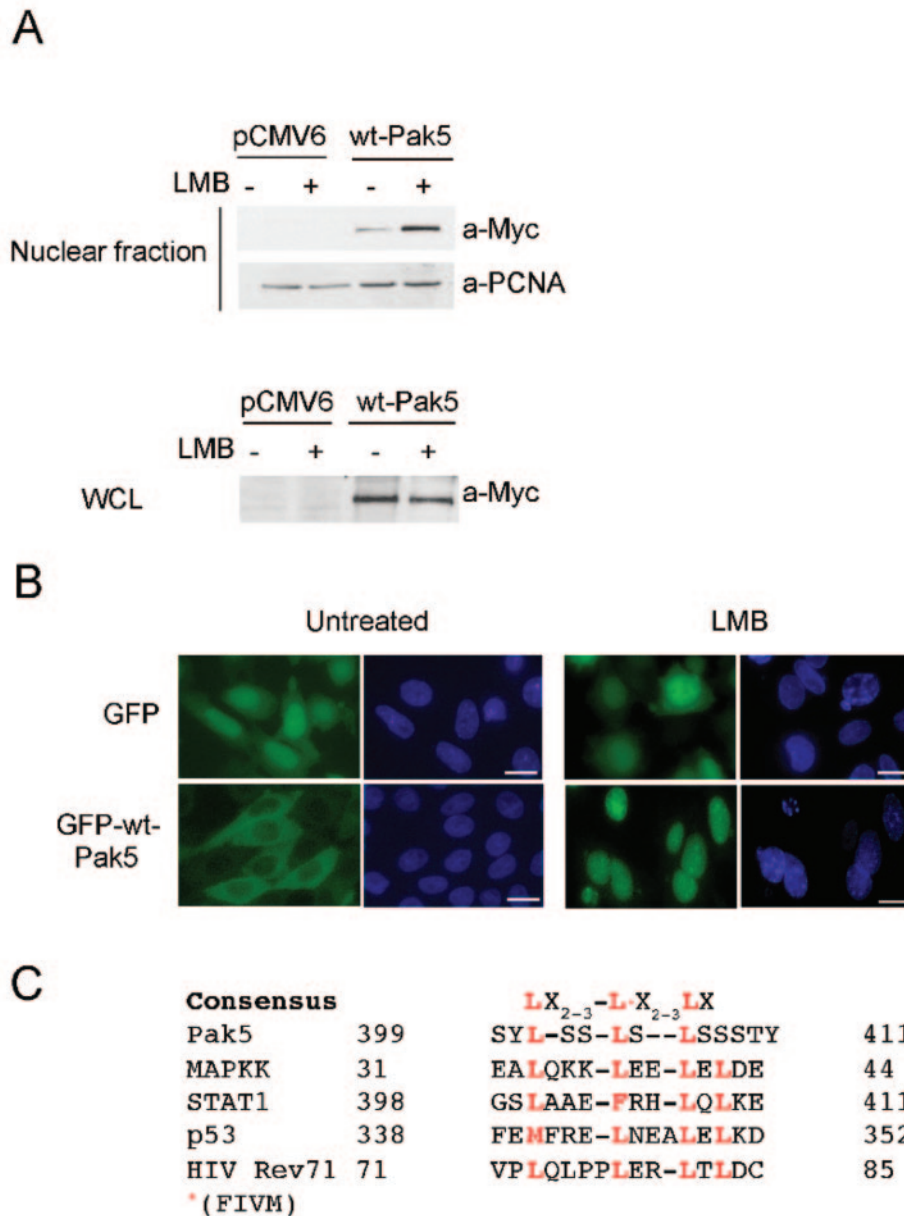 A
pCMV6 wt-Pak5
LMB - + - +
Nuclear fraction
a-Myc
a-PCNA
pCMV6 wt-Pak5
LMB - + - +
WCL
a-Myc
B
Untreated LMB
GFP
GFP-wt-
Pak5
C
Consensus LX2-3-L·X2-3LX
Pak5 399 SYL-SS-LS--LSSSTY 411
MAPKK 31 EALQKK-LEE-LELDE 44
STAT1 398 GSLAAE-FRH-LQLKE 411
p53 338 FEMFRE-LNEALELKD 352
HIV Rev71 71 VPLQLPPLER-LTLDC 85
*(FIVM)